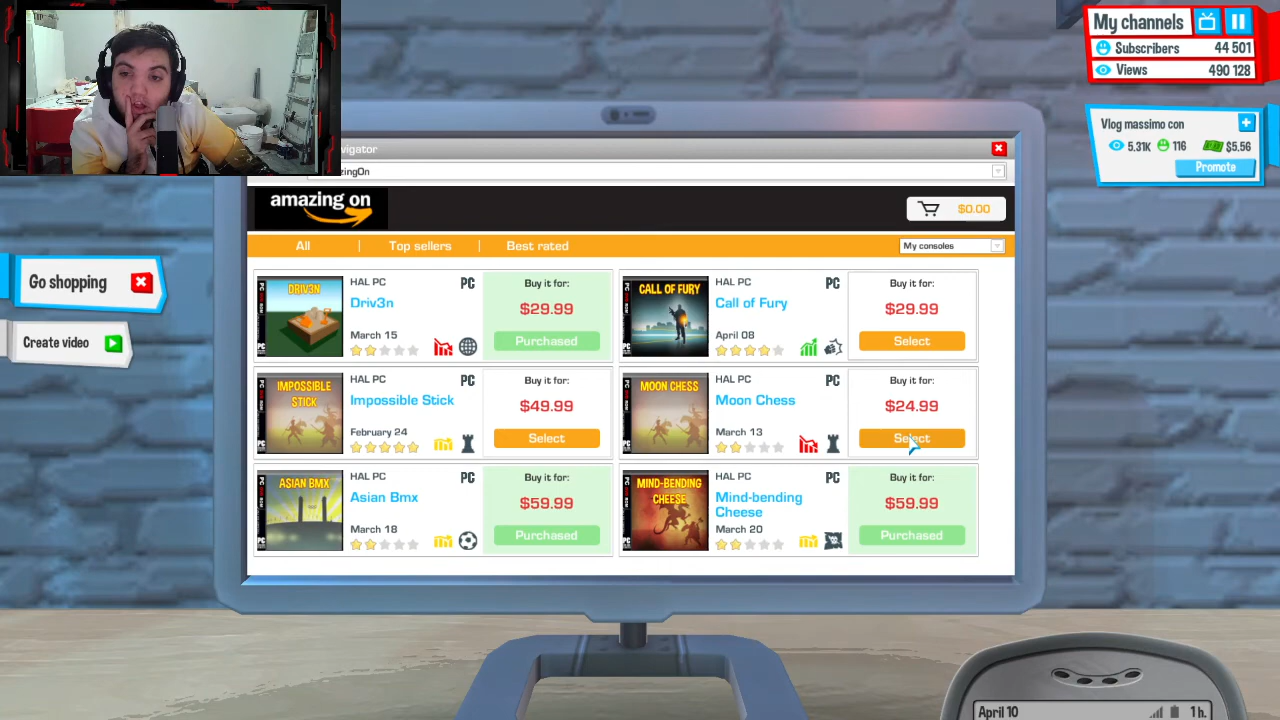 My channels
Subscribers 44 501
Views 490 128
Vlog massimo con
5.31K 116 $5.56
Promote
vigator
zingOn
amazing on
$0.00
All | Top sellers | Best rated
My consoles
Go shopping
Create video
DRIV3N
HAL PC PC
Driv3n
March 15
Buy it for:
$29.99
Purchased
CALL OF FURY
HAL PC PC
Call of Fury
April 08
Buy it for:
$29.99
Select
IMPOSSIBLE
STICK
HAL PC PC
Impossible Stick
February 24
Buy it for:
$49.99
Select
MOON CHESS
HAL PC PC
Moon Chess
March 13
Buy it for:
$24.99
Select
ASIAN BMX
HAL PC PC
Asian Bmx
March 18
Buy it for:
$59.99
Purchased
MIND-BENDING
CHEESE
HAL PC PC
Mind-bending
Cheese
March 20
Buy it for:
$59.99
Purchased
April 10 1 h.